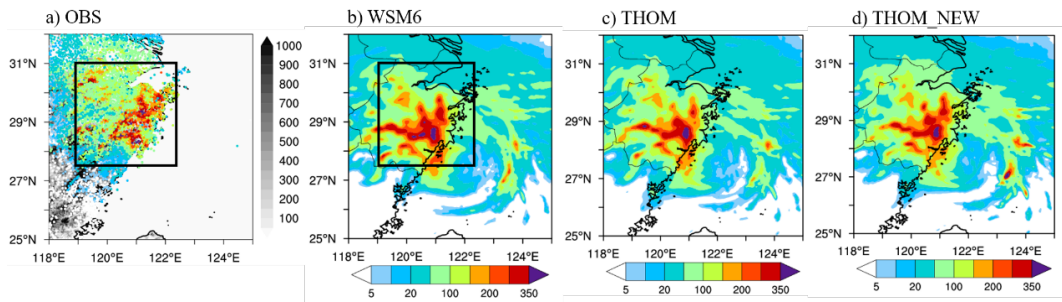 a) OBS
b) WSM6
c) THOM
d) THOM_NEW
31°N
29°N
27°N
25°N
118°E
120°E
122°E
1000
900
800
700
600
500
400
300
200
100
31°N
29°N
27°N
25°N
118°E
120°E
122°E
124°E
5
20
100
200
350
31°N
29°N
27°N
25°N
118°E
120°E
122°E
124°E
5
20
100
200
350
31°N
29°N
27°N
25°N
118°E
120°E
122°E
124°E
5
20
100
200
350